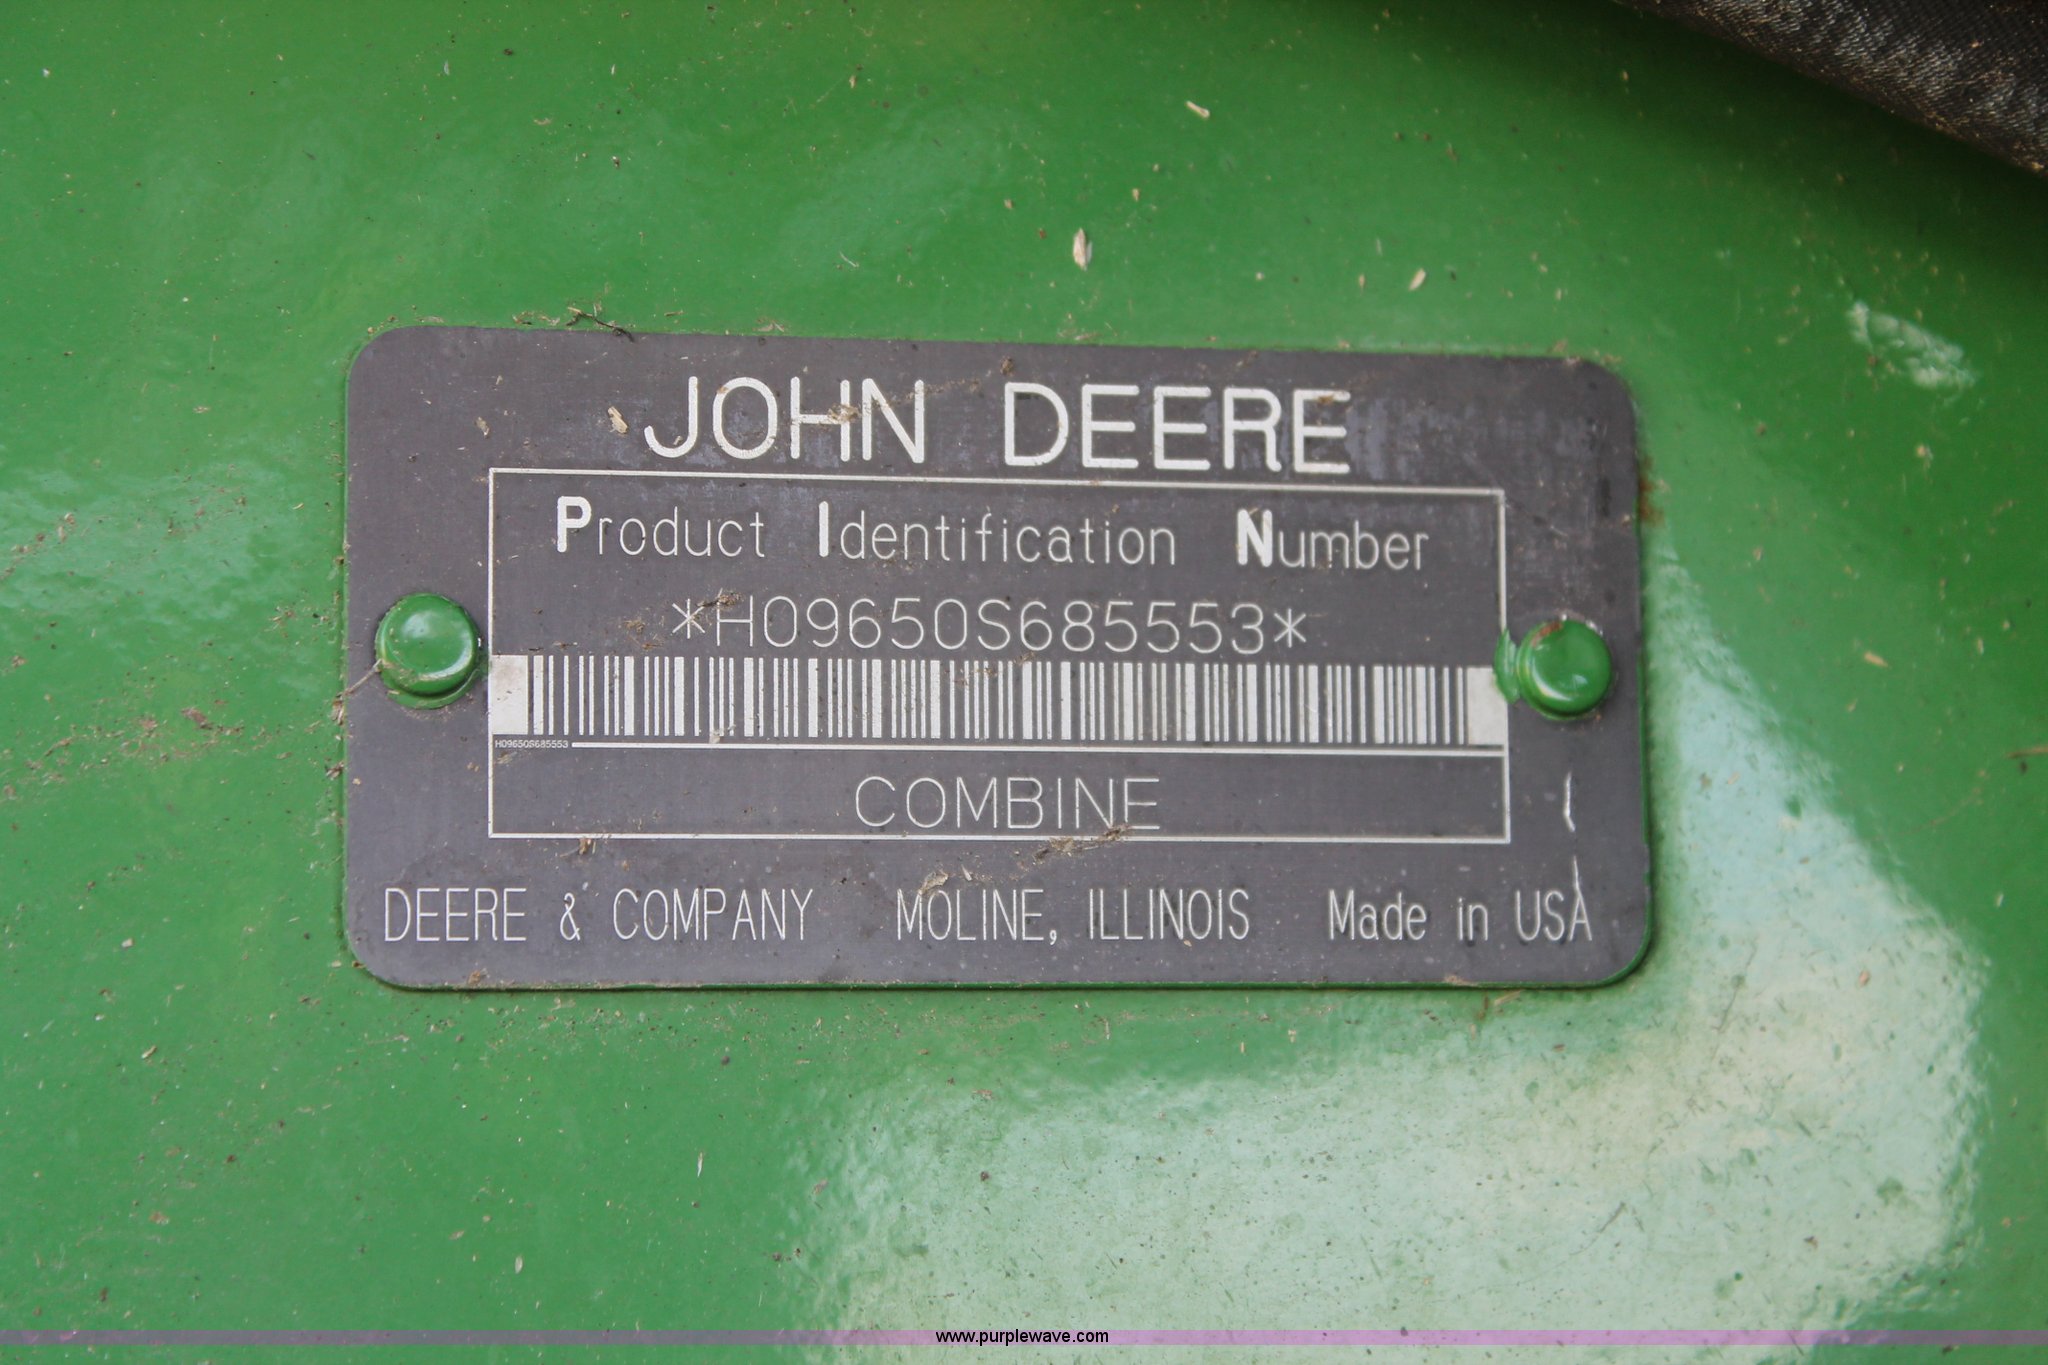 JOHN DEERE
Product Identification Number
*H09650S685553*
H09650S685553
COMBINE
DEERE & COMPANY MOLINE, ILLINOIS Made in USA
www.purplewave.com